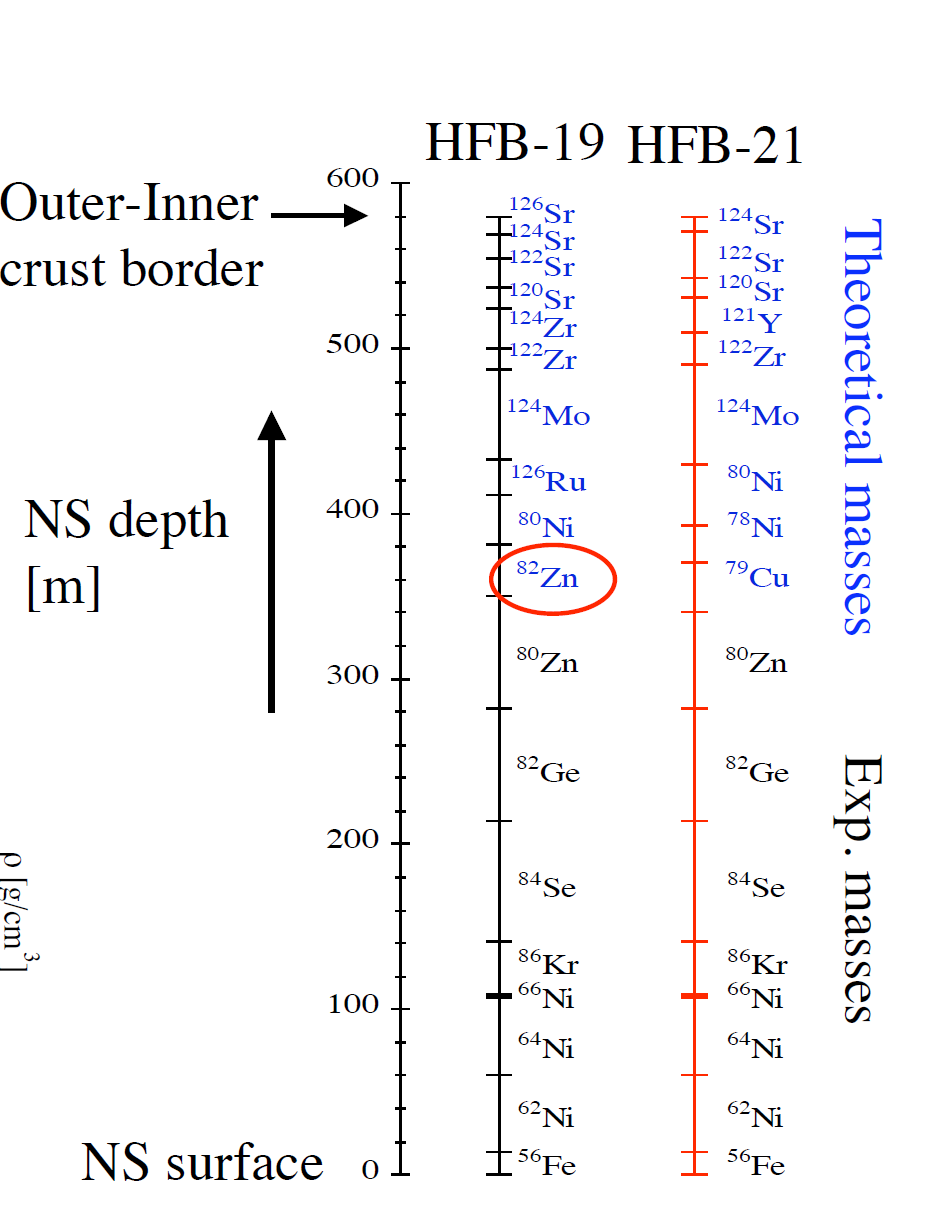 HFB-19 HFB-21
Outer-Inner
crust border
NS depth
[m]
NS surface
600
500
400
300
200
100
0
¹²⁶Sr
¹²⁴Sr
¹²²Sr
¹²⁰Sr
¹²⁴Zr
¹²²Zr
¹²⁴Mo
¹²⁶Ru
⁸⁰Ni
⁸²Zn
⁸⁰Zn
⁸²Ge
⁸⁴Se
⁸⁶Kr
⁶⁶Ni
⁶⁴Ni
⁶²Ni
⁵⁶Fe
¹²⁴Sr
¹²²Sr
¹²⁰Sr
¹²¹Y
¹²²Zr
¹²⁴Mo
⁸⁰Ni
⁷⁸Ni
⁷⁹Cu
⁸⁰Zn
⁸²Ge
⁸⁴Se
⁸⁶Kr
⁶⁶Ni
⁶⁴Ni
⁶²Ni
⁵⁶Fe
Theoretical masses
Exp. masses
ρ [g/cm³]